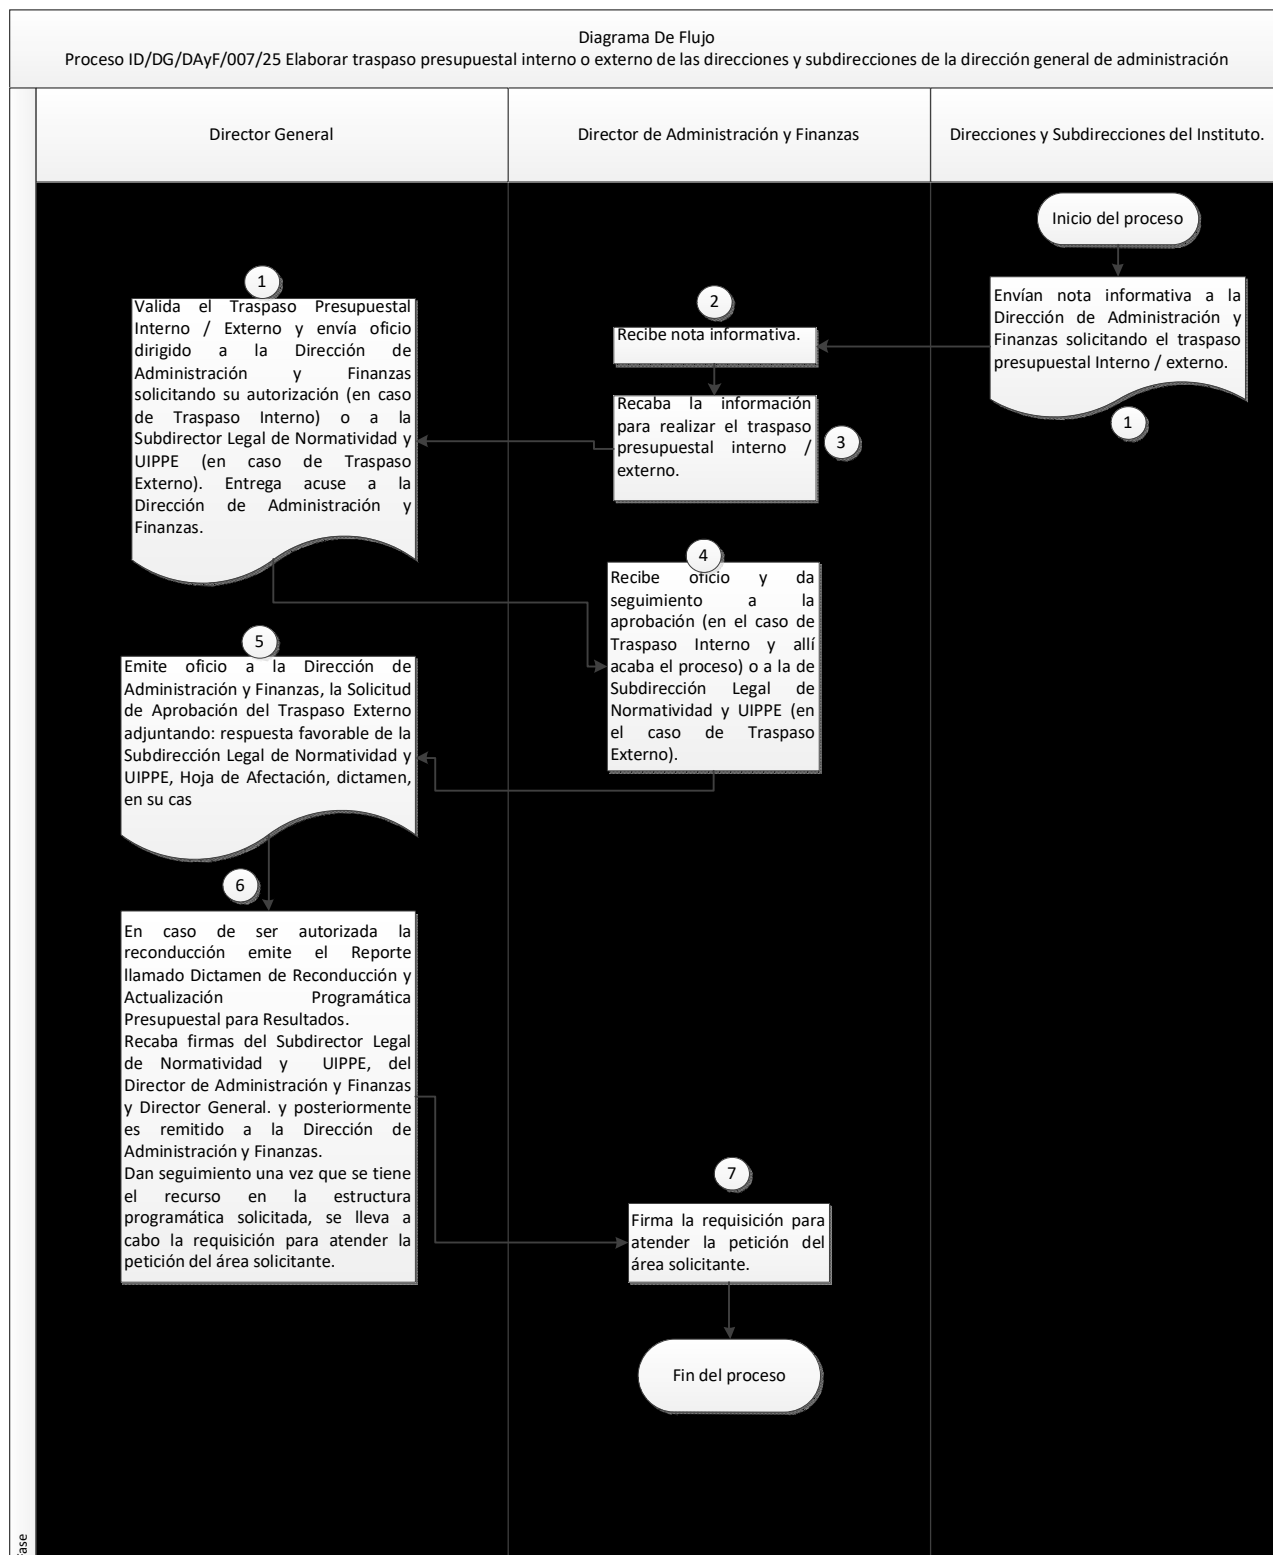 Diagrama De Flujo
Proceso ID/DG/DAyF/007/25 Elaborar traspaso presupuestal interno o externo de las direcciones y subdirecciones de la dirección general de administración
Director General
Director de Administración y Finanzas
Direcciones y Subdirecciones del Instituto.
Inicio del proceso
Envían nota informativa a la
Dirección de Administración y
Finanzas solicitando el traspaso
presupuestal Interno / externo.
1
2
Recibe nota informativa.
Recaba la información
para realizar el traspaso
presupuestal interno /
externo.
3
1
Valida el Traspaso Presupuestal
Interno / Externo y envía oficio
dirigido a la Dirección de
Administración y Finanzas
solicitando su autorización (en caso
de Traspaso Interno) o a la
Subdirector Legal de Normatividad y
UIPPE (en caso de Traspaso
Externo). Entrega acuse a la
Dirección de Administración y
Finanzas.
4
Recibe oficio y da
seguimiento a la
aprobación (en el caso de
Traspaso Interno y allí
acaba el proceso) o a la de
Subdirección Legal de
Normatividad y UIPPE (en
el caso de Traspaso
Externo).
5
Emite oficio a la Dirección de
Administración y Finanzas, la Solicitud
de Aprobación del Traspaso Externo
adjuntando: respuesta favorable de la
Subdirección Legal de Normatividad y
UIPPE, Hoja de Afectación, dictamen,
en su cas
6
En caso de ser autorizada la
reconducción emite el Reporte
llamado Dictamen de Reconducción y
Actualización Programática
Presupuestal para Resultados.
Recaba firmas del Subdirector Legal
de Normatividad y UIPPE, del
Director de Administración y Finanzas
y Director General. y posteriormente
es remitido a la Dirección de
Administración y Finanzas.
Dan seguimiento una vez que se tiene
el recurso en la estructura
programática solicitada, se lleva a
cabo la requisición para atender la
petición del área solicitante.
7
Firma la requisición para
atender la petición del
área solicitante.
Fin del proceso